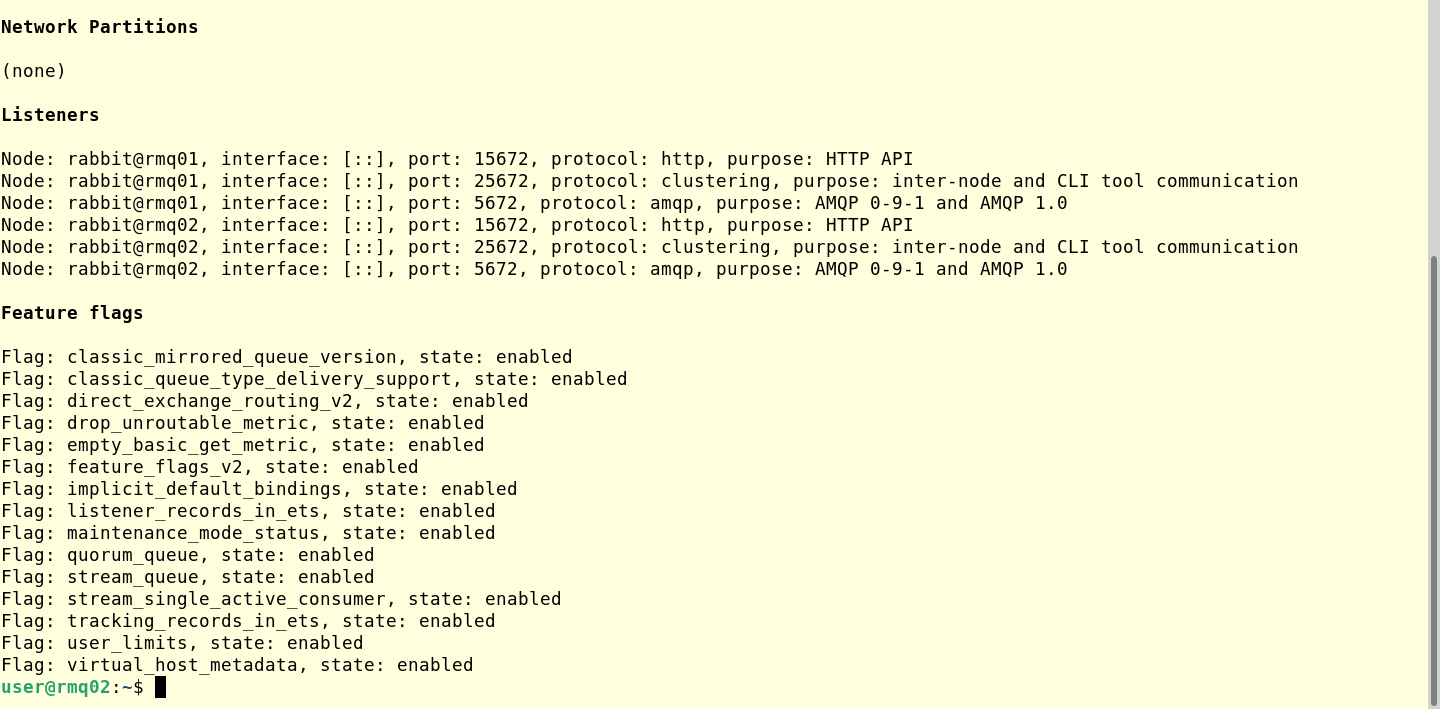 Network Partitions
(none)
Listeners
Node: rabbit@rmq01, interface: [::], port: 15672, protocol: http, purpose: HTTP API
Node: rabbit@rmq01, interface: [::], port: 25672, protocol: clustering, purpose: inter-node and CLI tool communication
Node: rabbit@rmq01, interface: [::], port: 5672, protocol: amqp, purpose: AMQP 0-9-1 and AMQP 1.0
Node: rabbit@rmq02, interface: [::], port: 15672, protocol: http, purpose: HTTP API
Node: rabbit@rmq02, interface: [::], port: 25672, protocol: clustering, purpose: inter-node and CLI tool communication
Node: rabbit@rmq02, interface: [::], port: 5672, protocol: amqp, purpose: AMQP 0-9-1 and AMQP 1.0
Feature flags
Flag: classic_mirrored_queue_version, state: enabled
Flag: classic_queue_type_delivery_support, state: enabled
Flag: direct_exchange_routing_v2, state: enabled
Flag: drop_unroutable_metric, state: enabled
Flag: empty_basic_get_metric, state: enabled
Flag: feature_flags_v2, state: enabled
Flag: implicit_default_bindings, state: enabled
Flag: listener_records_in_ets, state: enabled
Flag: maintenance_mode_status, state: enabled
Flag: quorum_queue, state: enabled
Flag: stream_queue, state: enabled
Flag: stream_single_active_consumer, state: enabled
Flag: tracking_records_in_ets, state: enabled
Flag: user_limits, state: enabled
Flag: virtual_host_metadata, state: enabled
user@rmq02:~$